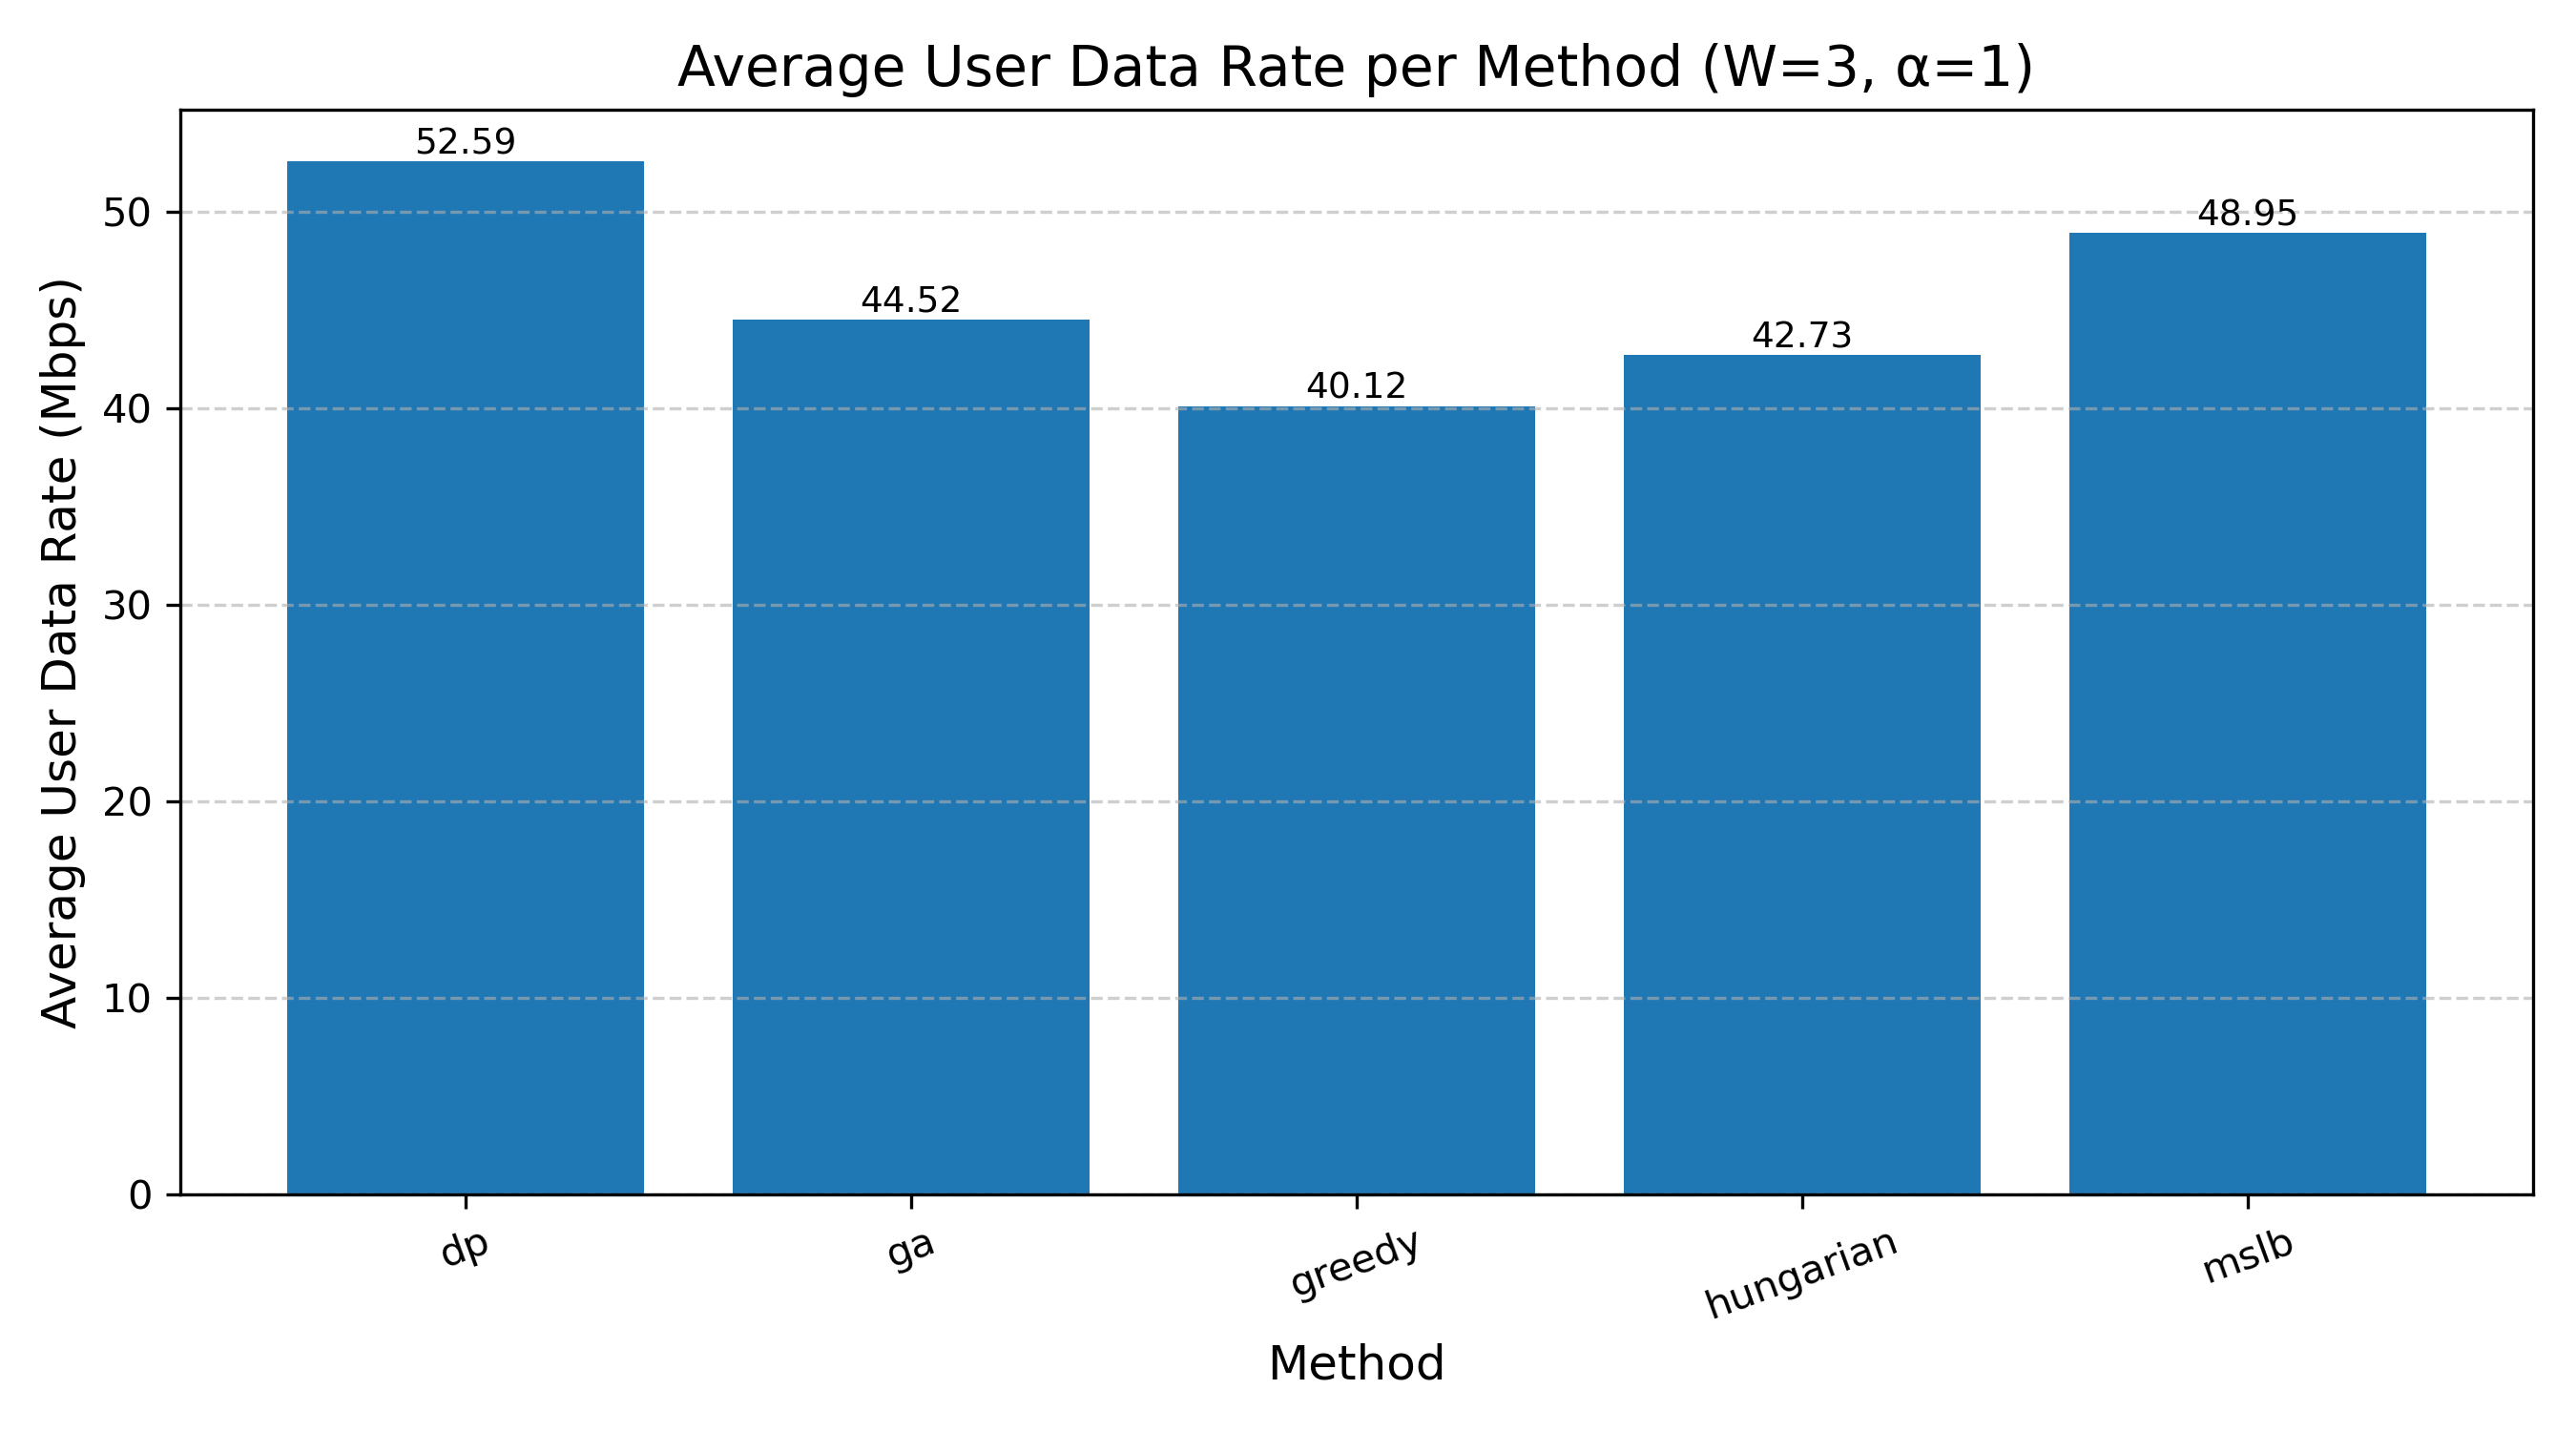 Average User Data Rate per Method (W=3, α=1)
Average User Data Rate (Mbps)
50
40
30
20
10
0
52.59
44.52
40.12
42.73
48.95
dp
ga
greedy
hungarian
mslb
Method